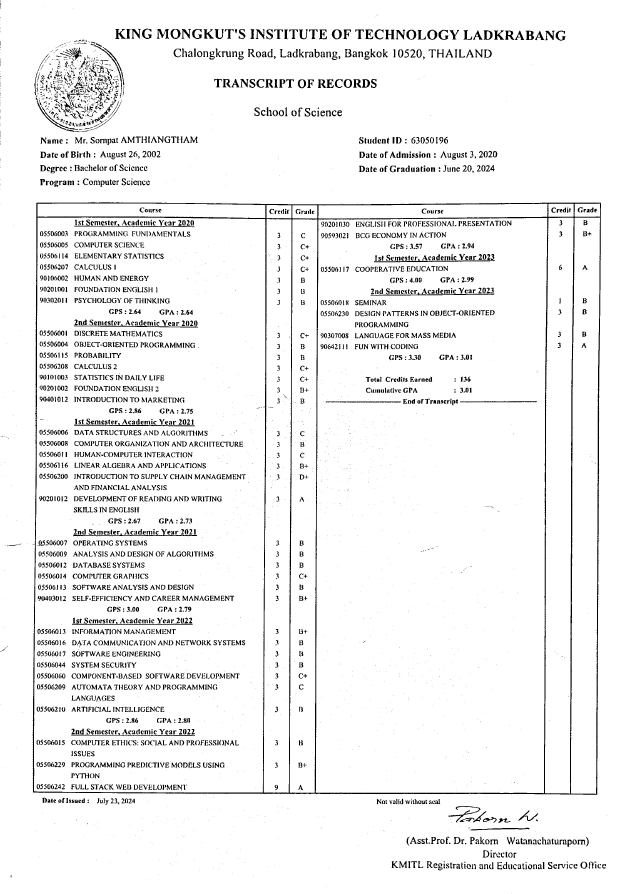 KING MONGKUT'S INSTITUTE OF TECHNOLOGY LADKRABANG
Chalongkrung Road, Ladkrabang, Bangkok 10520, THAILAND
TRANSCRIPT OF RECORDS
School of Science
Name : Mr. Sompat AMTHIANGTHAM
Student ID : 63050196
Date of Birth : August 26, 2002
Date of Admission : August 3, 2020
Degree : Bachelor of Science
Date of Graduation : June 20, 2024
Program : Computer Science
Course Credit Grade
1st Semester, Academic Year 2020
05506003 PROGRAMMING FUNDAMENTALS 3 C
05506005 COMPUTER SCIENCE 3 C+
05506114 ELEMENTARY STATISTICS 3 C+
05506207 CALCULUS 1 3 C+
90106002 HUMAN AND ENERGY 3 B
90201001 FOUNDATION ENGLISH 1 3 B
90302011 PSYCHOLOGY OF THINKING 3 B
GPS : 2.64 GPA : 2.64
2nd Semester, Academic Year 2020
05506001 DISCRETE MATHEMATICS 3 C+
05506004 OBJECT-ORIENTED PROGRAMMING 3 B
05506115 PROBABILITY 3 B
05506208 CALCULUS 2 3 C+
90101003 STATISTICS IN DAILY LIFE 3 C+
90201002 FOUNDATION ENGLISH 2 3 B+
90401012 INTRODUCTION TO MARKETING 3 B
GPS : 2.86 GPA : 2.75
1st Semester, Academic Year 2021
05506006 DATA STRUCTURES AND ALGORITHMS 3 C
05506008 COMPUTER ORGANIZATION AND ARCHITECTURE 3 B
05506011 HUMAN-COMPUTER INTERACTION 3 C
05506116 LINEAR ALGEBRA AND APPLICATIONS 3 B+
05506200 INTRODUCTION TO SUPPLY CHAIN MANAGEMENT 3 D+
AND FINANCIAL ANALYSIS
90201012 DEVELOPMENT OF READING AND WRITING 3 A
SKILLS IN ENGLISH
GPS : 2.67 GPA : 2.73
2nd Semester, Academic Year 2021
05506007 OPERATING SYSTEMS 3 B
05506009 ANALYSIS AND DESIGN OF ALGORITHMS 3 B
05506012 DATABASE SYSTEMS 3 B
05506014 COMPUTER GRAPHICS 3 C+
05506113 SOFTWARE ANALYSIS AND DESIGN 3 B
90403012 SELF-EFFICIENCY AND CAREER MANAGEMENT 3 B+
GPS : 3.00 GPA : 2.79
1st Semester, Academic Year 2022
05506013 INFORMATION MANAGEMENT 3 B+
05506016 DATA COMMUNICATION AND NETWORK SYSTEMS 3 B
05506017 SOFTWARE ENGINEERING 3 B
05506044 SYSTEM SECURITY 3 B
05506060 COMPONENT-BASED SOFTWARE DEVELOPMENT 3 C+
05506209 AUTOMATA THEORY AND PROGRAMMING 3 C
LANGUAGES
05506210 ARTIFICIAL INTELLIGENCE 3 B
GPS : 2.86 GPA : 2.80
2nd Semester, Academic Year 2022
05506015 COMPUTER ETHICS: SOCIAL AND PROFESSIONAL 3 B
ISSUES
05506229 PROGRAMMING PREDICTIVE MODELS USING 3 B+
PYTHON
05506242 FULL STACK WEB DEVELOPMENT 9 A
Course Credit Grade
90201030 ENGLISH FOR PROFESSIONAL PRESENTATION 3 B
90593021 BCG ECONOMY IN ACTION 3 B+
GPS : 3.57 GPA : 2.94
1st Semester, Academic Year 2023
05506117 COOPERATIVE EDUCATION 6 A
GPS : 4.00 GPA : 2.99
2nd Semester, Academic Year 2023
05506018 SEMINAR 1 B
05506230 DESIGN PATTERNS IN OBJECT-ORIENTED 3 B
PROGRAMMING
90307008 LANGUAGE FOR MASS MEDIA 3 B
90642111 FUN WITH CODING 3 A
GPS : 3.30 GPA : 3.01
Total Credits Earned : 136
Cumulative GPA : 3.01
End of Transcript
Date of Issued : July 23, 2024
Not valid without seal
Pakorn W.
(Asst.Prof. Dr. Pakorn Watanachaturaporn)
Director
KMITL Registration and Educational Service Office